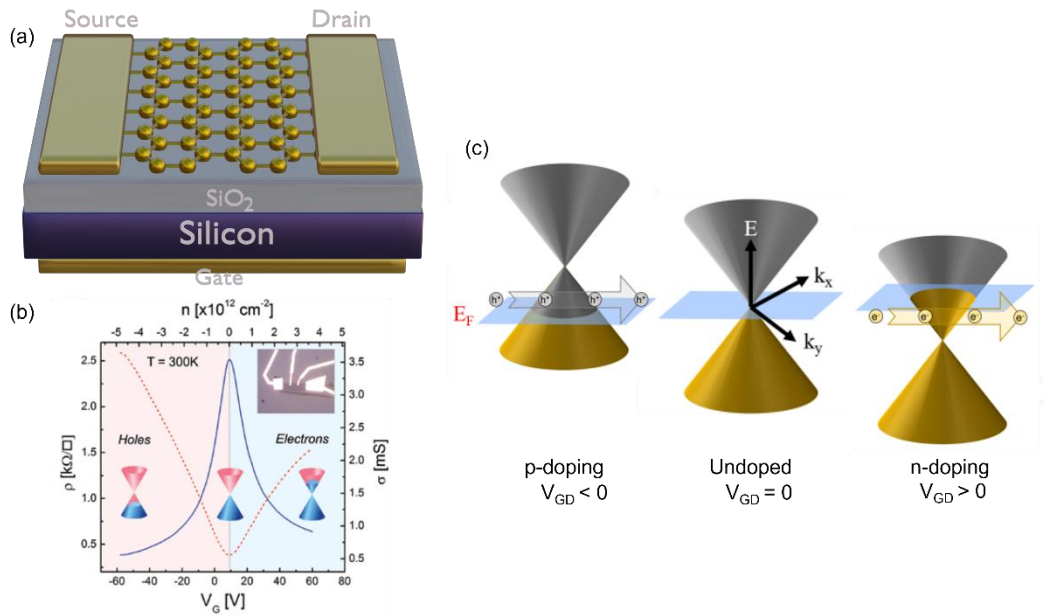 (a)
Source
Drain
SiO2
Silicon
Gate
(b)
n [x10^12 cm^-2]
-5 -4 -3 -2 -1 0 1 2 3 4 5
T = 300K
Holes
Electrons
2.5
2.0
1.5
1.0
0.5
ρ [kΩ/□]
3.5
3.0
2.5
2.0
1.5
1.0
0.5
σ [mS]
-60 -40 -20 0 20 40 60 80
V_G [V]
(c)
h+ h+ h+ h+
E_F
E
k_x
k_y
e- e- e- e-
p-doping
V_GD < 0
Undoped
V_GD = 0
n-doping
V_GD > 0